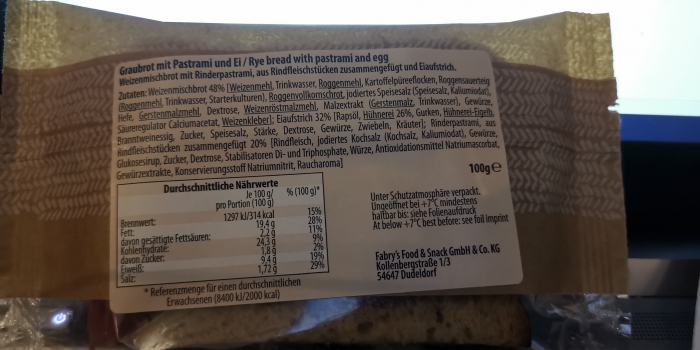 Graubrot mit Pastrami und Ei / Rye bread with pastrami and egg
Weizenmischbrot mit Rinderpastrami, aus Rindfleischstücken zusammengefügt und Eiaufstrich.
Zutaten: Weizenmischbrot 48% [Weizenmehl, Trinkwasser, Roggenmehl, Kartoffelpüreeflocken, Roggensauerteig
(Roggenmehl, Trinkwasser, Starterkulturen), Roggenvollkornschrot, jodiertes Speisesalz (Speisesalz, Kaliumjodat),
Hefe, Gerstenmalzmehl, Dextrose, Weizenröstmalzmehl, Malzextrakt (Gerstenmalz, Trinkwasser), Gewürze,
Säureregulator Calciumacetat, Weizenkleber]; Eiaufstrich 32% [Rapsöl, Hühnerei 26%, Gurken, Hühnerei-Eigelb,
Branntweinessig, Zucker, Speisesalz, Stärke, Dextrose, Gewürze, Zwiebeln, Kräuter]; Rinderpastrami, aus
Rindfleischstücken zusammengefügt 20% [Rindfleisch, jodiertes Kochsalz (Kochsalz, Kaliumjodat), Gewürze,
Glukosesirup, Zucker, Dextrose, Stabilisatoren Di- und Triphosphate, Würze, Antioxidationsmittel Natriumascorbat,
Gewürzextrakte, Konservierungsstoff Natriumnitrit, Raucharoma]
100g e
Durchschnittliche Nährwerte
Je 100 g/
pro Portion (100 g)
% (100 g)*
Brennwert: 1297 kJ/314 kcal 15%
Fett: 19,4 g 28%
davon gesättigte Fettsäuren: 2,2 g 11%
Kohlenhydrate: 24,3 g 9%
davon Zucker: 1,8 g 2%
Eiweiß: 9,4 g 19%
Salz: 1,72 g 29%
* Referenzmenge für einen durchschnittlichen
Erwachsenen (8400 kJ/2000 kcal)
Unter Schutzatmosphäre verpackt.
Ungeöffnet bei +7°C mindestens
haltbar bis: siehe Folienaufdruck
At below +7°C best before: see foil imprint
Fabry's Food & Snack GmbH & Co. KG
Kollenbergstraße 1/3
54647 Dudeldorf